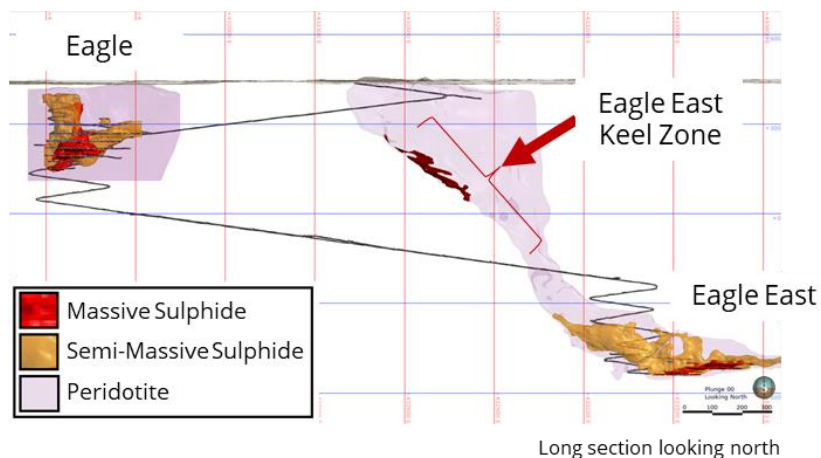 Eagle
Eagle East
Keel Zone
Eagle East
Massive Sulphide
Semi-Massive Sulphide
Peridotite
Plunge 00
Looking North
0 100 200 300
Long section looking north